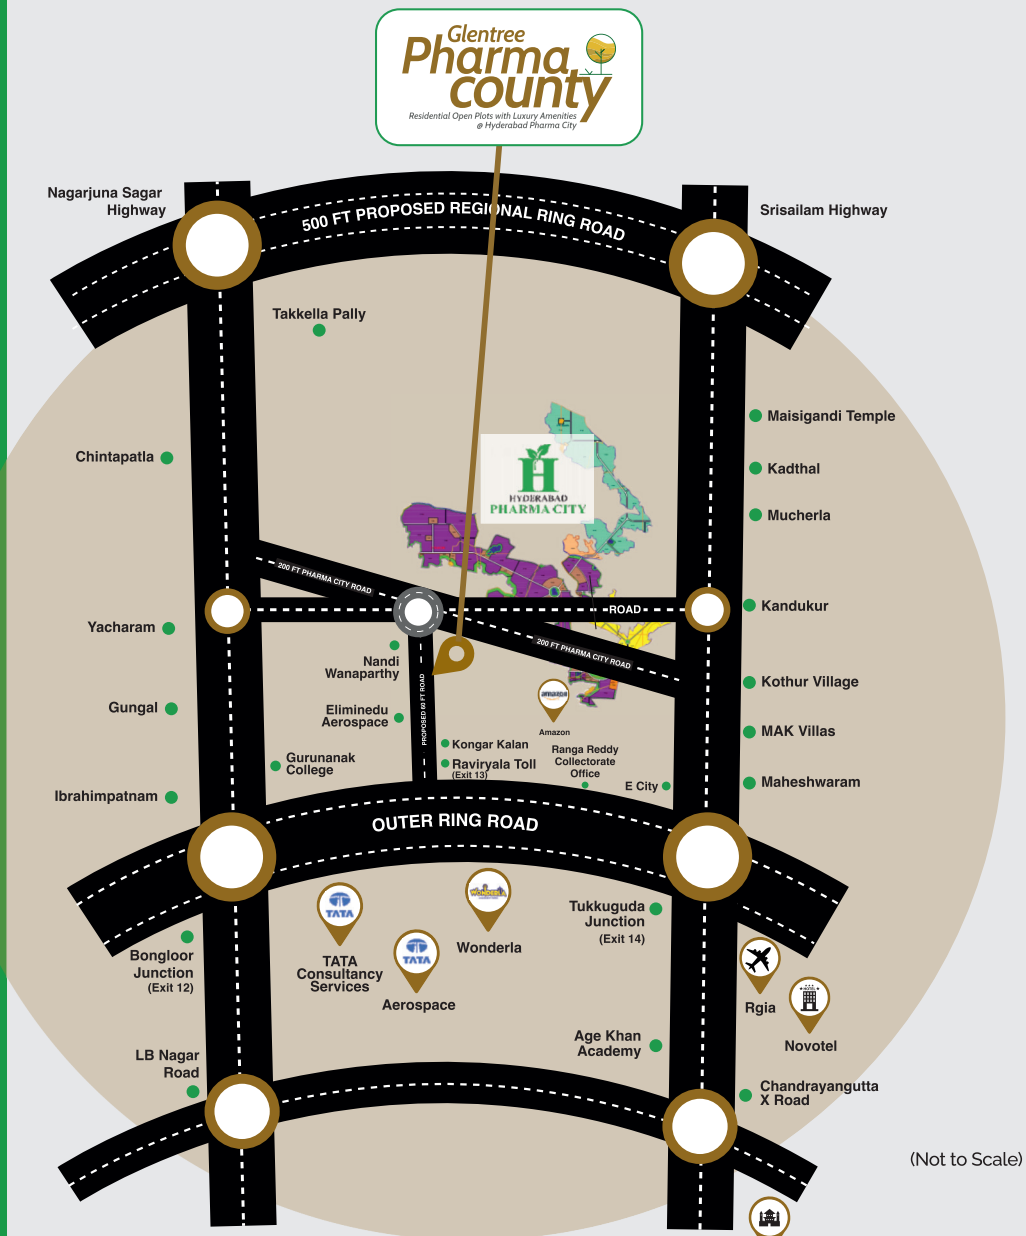 Glentree
Pharma
county
Residential Open Plots with Luxury Amenities
@ Hyderabad Pharma City
Nagarjuna Sagar
Highway
500 FT PROPOSED REGIONAL RING ROAD
Srisailam Highway
Takkella Pally
Maisigandi Temple
Chintapatla
Kadthal
H
HYDERABAD
PHARMA CITY
Mucherla
200 FT PHARMA CITY ROAD
ROAD
Kandukur
Yacharam
200 FT PHARMA CITY ROAD
Nandi
Wanaparthy
PROPOSED 60 FT ROAD
Kothur Village
Gungal
Eliminedu
Aerospace
amazon
Amazon
MAK Villas
Kongar Kalan
Raviryala Toll
(Exit 13)
Ranga Reddy
Collectorate
Office
Gurunanak
College
E City
Maheshwaram
Ibrahimpatnam
OUTER RING ROAD
TATA
TATA
Consultancy
Services
WONDERLA
Wonderla
TATA
Aerospace
Tukkuguda
Junction
(Exit 14)
Bongloor
Junction
(Exit 12)
Rgia
HOTEL
Novotel
Age Khan
Academy
LB Nagar
Road
Chandrayangutta
X Road
(Not to Scale)